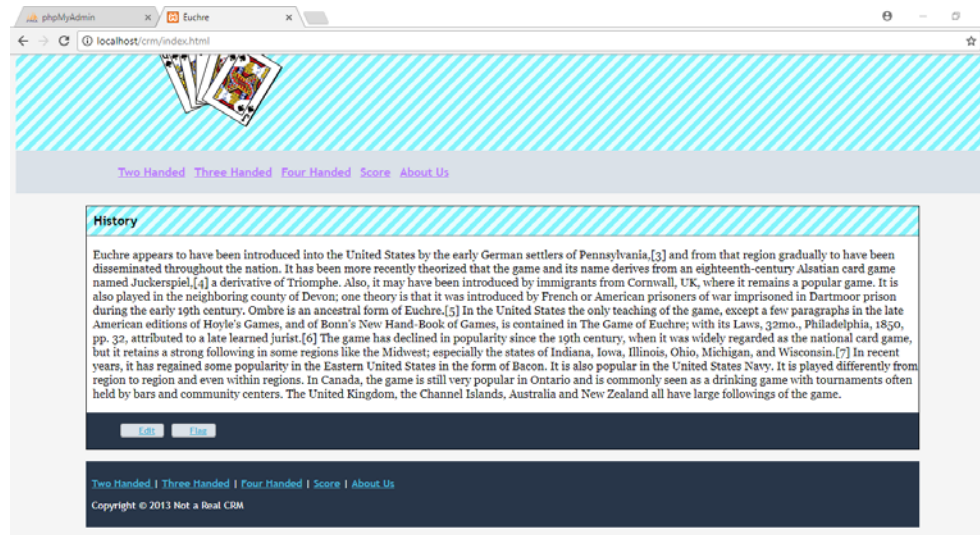 phpMyAdmin
Euchre
localhost/crm/index.html
Two Handed Three Handed Four Handed Score About Us
History
Euchre appears to have been introduced into the United States by the early German settlers of Pennsylvania,[3] and from that region gradually to have been
disseminated throughout the nation. It has been more recently theorized that the game and its name derives from an eighteenth-century Alsatian card game
named Juckerspiel,[4] a derivative of Triomphe. Also, it may have been introduced by immigrants from Cornwall, UK, where it remains a popular game. It is
also played in the neighboring county of Devon; one theory is that it was introduced by French or American prisoners of war imprisoned in Dartmoor prison
during the early 19th century. Ombre is an ancestral form of Euchre.[5] In the United States the only teaching of the game, except a few paragraphs in the late
American editions of Hoyle's Games, and of Bonn's New Hand-Book of Games, is contained in The Game of Euchre; with its Laws, 32mo., Philadelphia, 1850,
pp. 32, attributed to a late learned jurist.[6] The game has declined in popularity since the 19th century, when it was widely regarded as the national card game,
but it retains a strong following in some regions like the Midwest; especially the states of Indiana, Iowa, Illinois, Ohio, Michigan, and Wisconsin.[7] In recent
years, it has regained some popularity in the Eastern United States in the form of Bacon. It is also popular in the United States Navy. It is played differently from
region to region and even within regions. In Canada, the game is still very popular in Ontario and is commonly seen as a drinking game with tournaments often
held by bars and community centers. The United Kingdom, the Channel Islands, Australia and New Zealand all have large followings of the game.
Edit Flag
Two Handed | Three Handed | Four Handed | Score | About Us
Copyright © 2013 Not a Real CRM